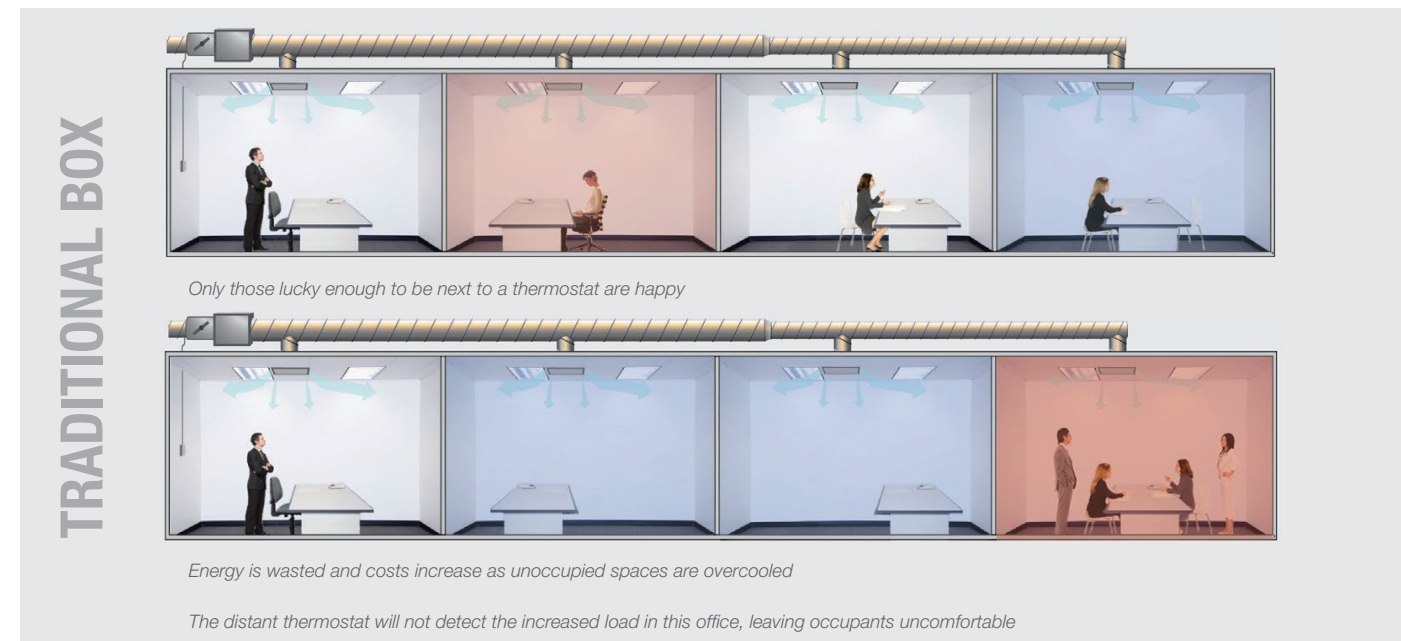 TRADITIONAL BOX
Only those lucky enough to be next to a thermostat are happy
Energy is wasted and costs increase as unoccupied spaces are overcooled
The distant thermostat will not detect the increased load in this office, leaving occupants uncomfortable